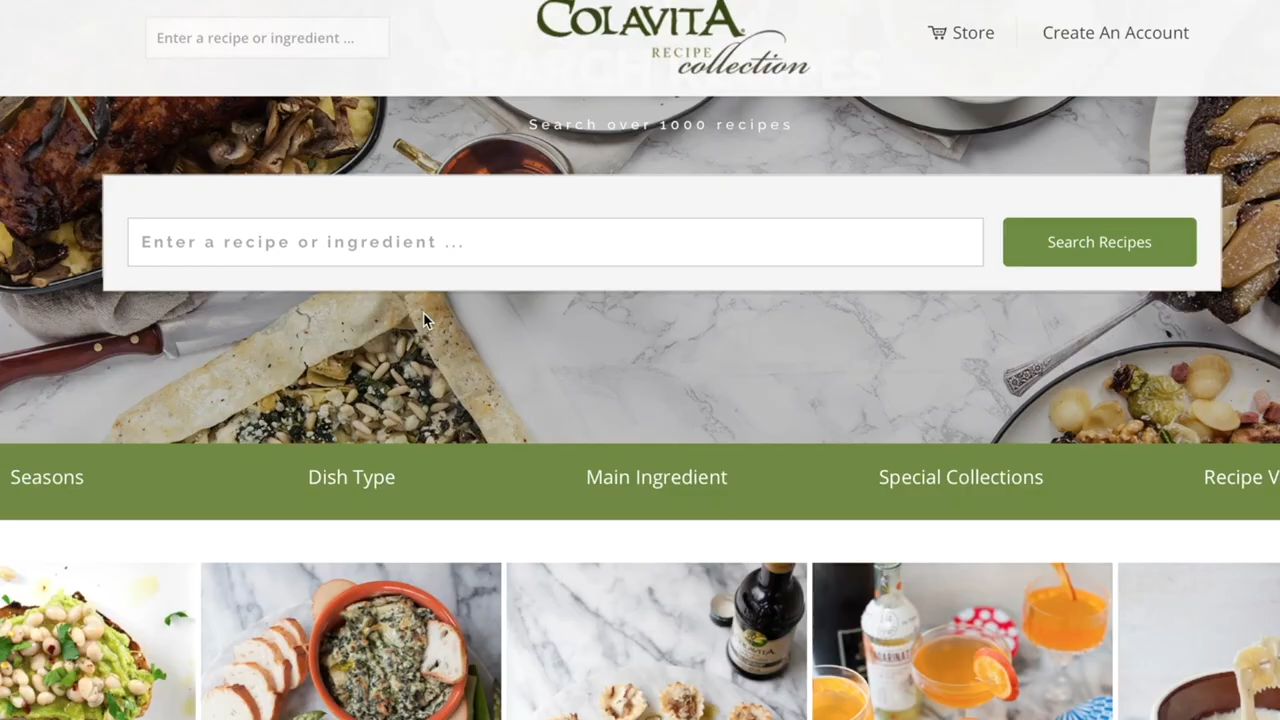 Enter a recipe or ingredient ...
COLAVITA
RECIPE
collection
Store
Create An Account
Search over 1000 recipes
Enter a recipe or ingredient ...
Search Recipes
Seasons
Dish Type
Main Ingredient
Special Collections
Recipe V
COLAVITA